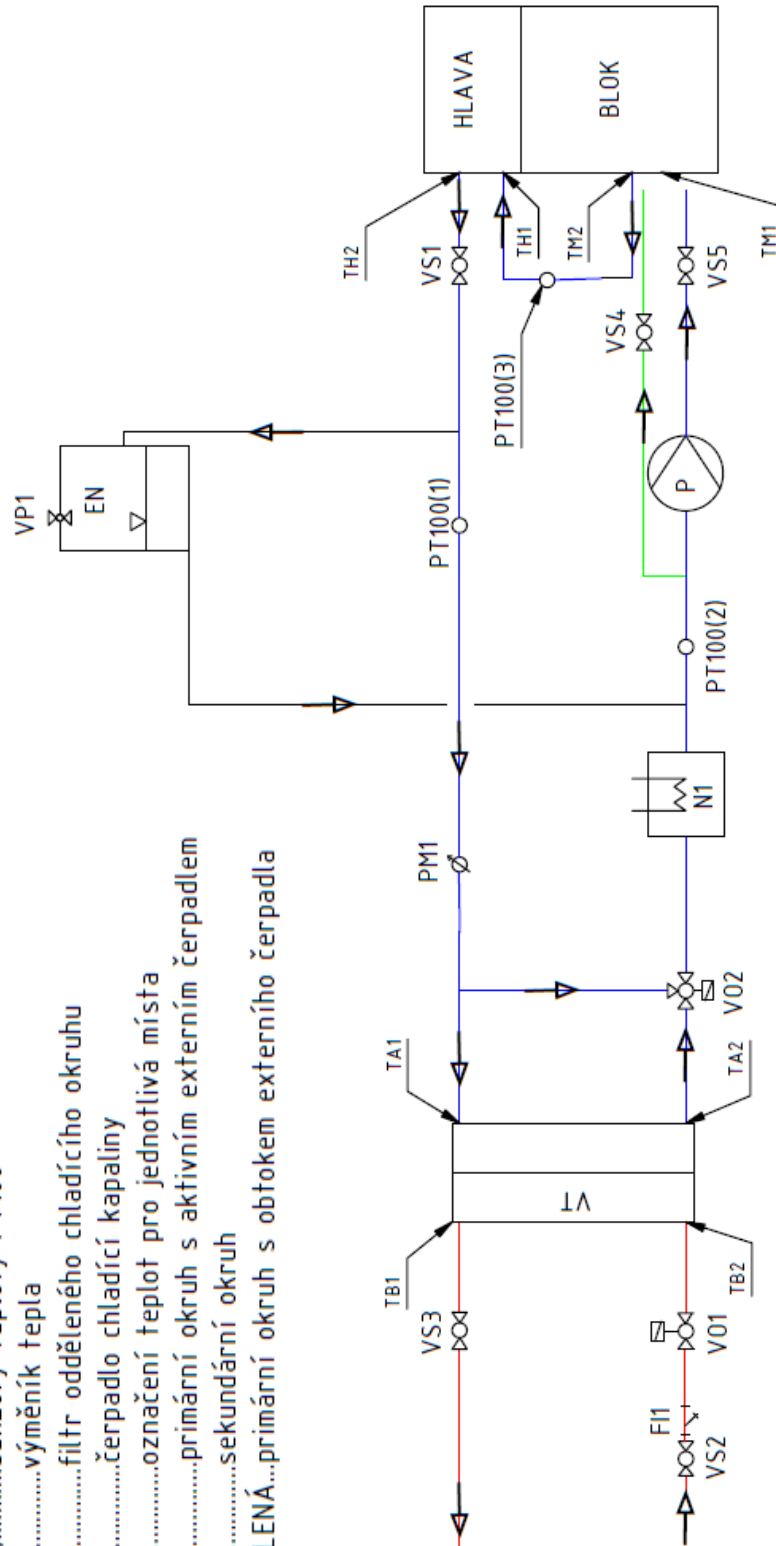 výměník tepla
filtr odděleného chladícího okruhu
čerpadlo chladící kapaliny
označení teplot pro jednotlivá místa
primární okruh s aktivním externím čerpadlem
sekundární okruh
LENÁ..primární okruh s obtokem externího čerpadla
VP1
EN
HLAVA
BLOK
TH2
VS1
TH1
TM2
TM1
PT100(3)
VS4
VS5
PT100(1)
P
PT100(2)
PM1
N1
V02
TA1
TA2
VT
TB1
TB2
VS3
V01
FI1
VS2